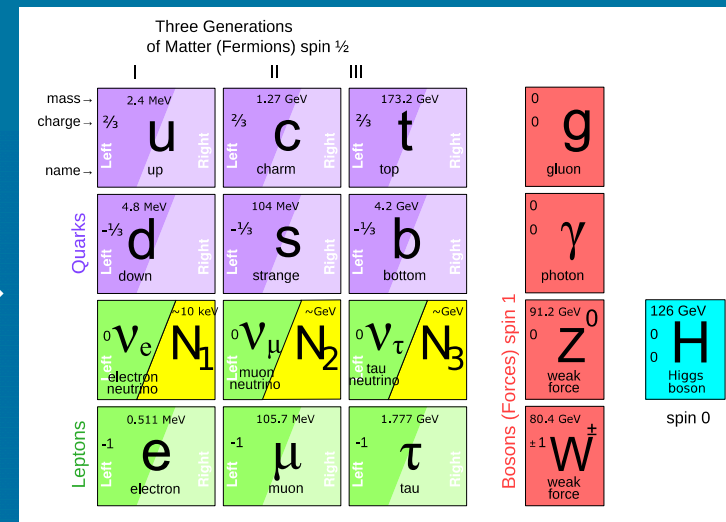 Three Generations
of Matter (Fermions) spin ½
I II III
mass→ 2.4 MeV 1.27 GeV 173.2 GeV 0
charge→ ⅔ ⅔ ⅔ 0
u c t g
Left Right Left Right Left Right
name→ up charm top gluon
Quarks
4.8 MeV 104 MeV 4.2 GeV 0
-⅓ -⅓ -⅓ 0
d s b γ
Left Right Left Right Left Right
down strange bottom photon
Bosons (Forces) spin 1
~10 keV ~GeV ~GeV 91.2 GeV 126 GeV
0 νe N1 0 νμ N2 0 ντ N3 0 Z0 0 0 H
electron neutrino muon neutrino tau neutrino weak force Higgs boson
Left Left Left
spin 0
Leptons
0.511 MeV 105.7 MeV 1.777 GeV 80.4 GeV
-1 -1 -1 ±1
e μ τ W±
Left Right Left Right Left Right
electron muon tau weak force